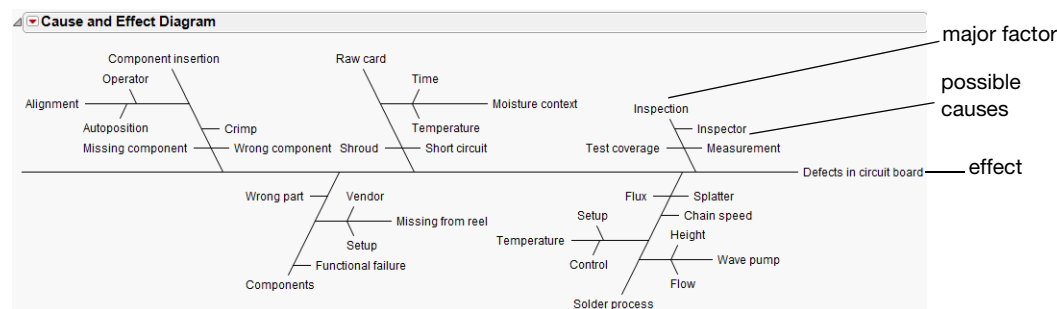 Cause and Effect Diagram
major factor
Component insertion
Raw card
Operator
Time
possible
causes
Alignment
Moisture context
Inspection
Autoposition
Crimp
Temperature
Inspector
Missing component
Wrong component
Shroud
Short circuit
Test coverage
Measurement
Defects in circuit board
effect
Wrong part
Vendor
Flux
Splatter
Missing from reel
Setup
Chain speed
Setup
Temperature
Height
Functional failure
Control
Wave pump
Components
Flow
Solder process